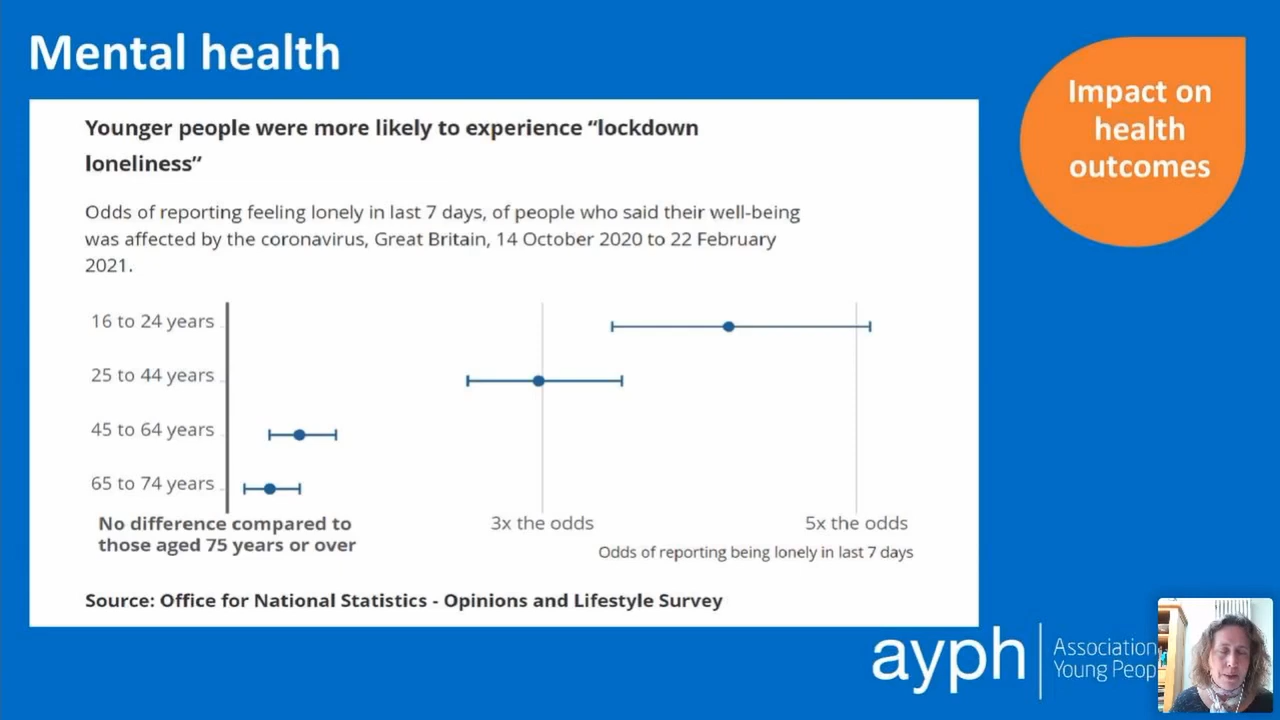 Mental health
Impact on
health
outcomes
Younger people were more likely to experience “lockdown
loneliness”
Odds of reporting feeling lonely in last 7 days, of people who said their well-being
was affected by the coronavirus, Great Britain, 14 October 2020 to 22 February
2021.
16 to 24 years
25 to 44 years
45 to 64 years
65 to 74 years
No difference compared to
those aged 75 years or over
3x the odds
5x the odds
Odds of reporting being lonely in last 7 days
Source: Office for National Statistics - Opinions and Lifestyle Survey
ayph
Association
Young Peop